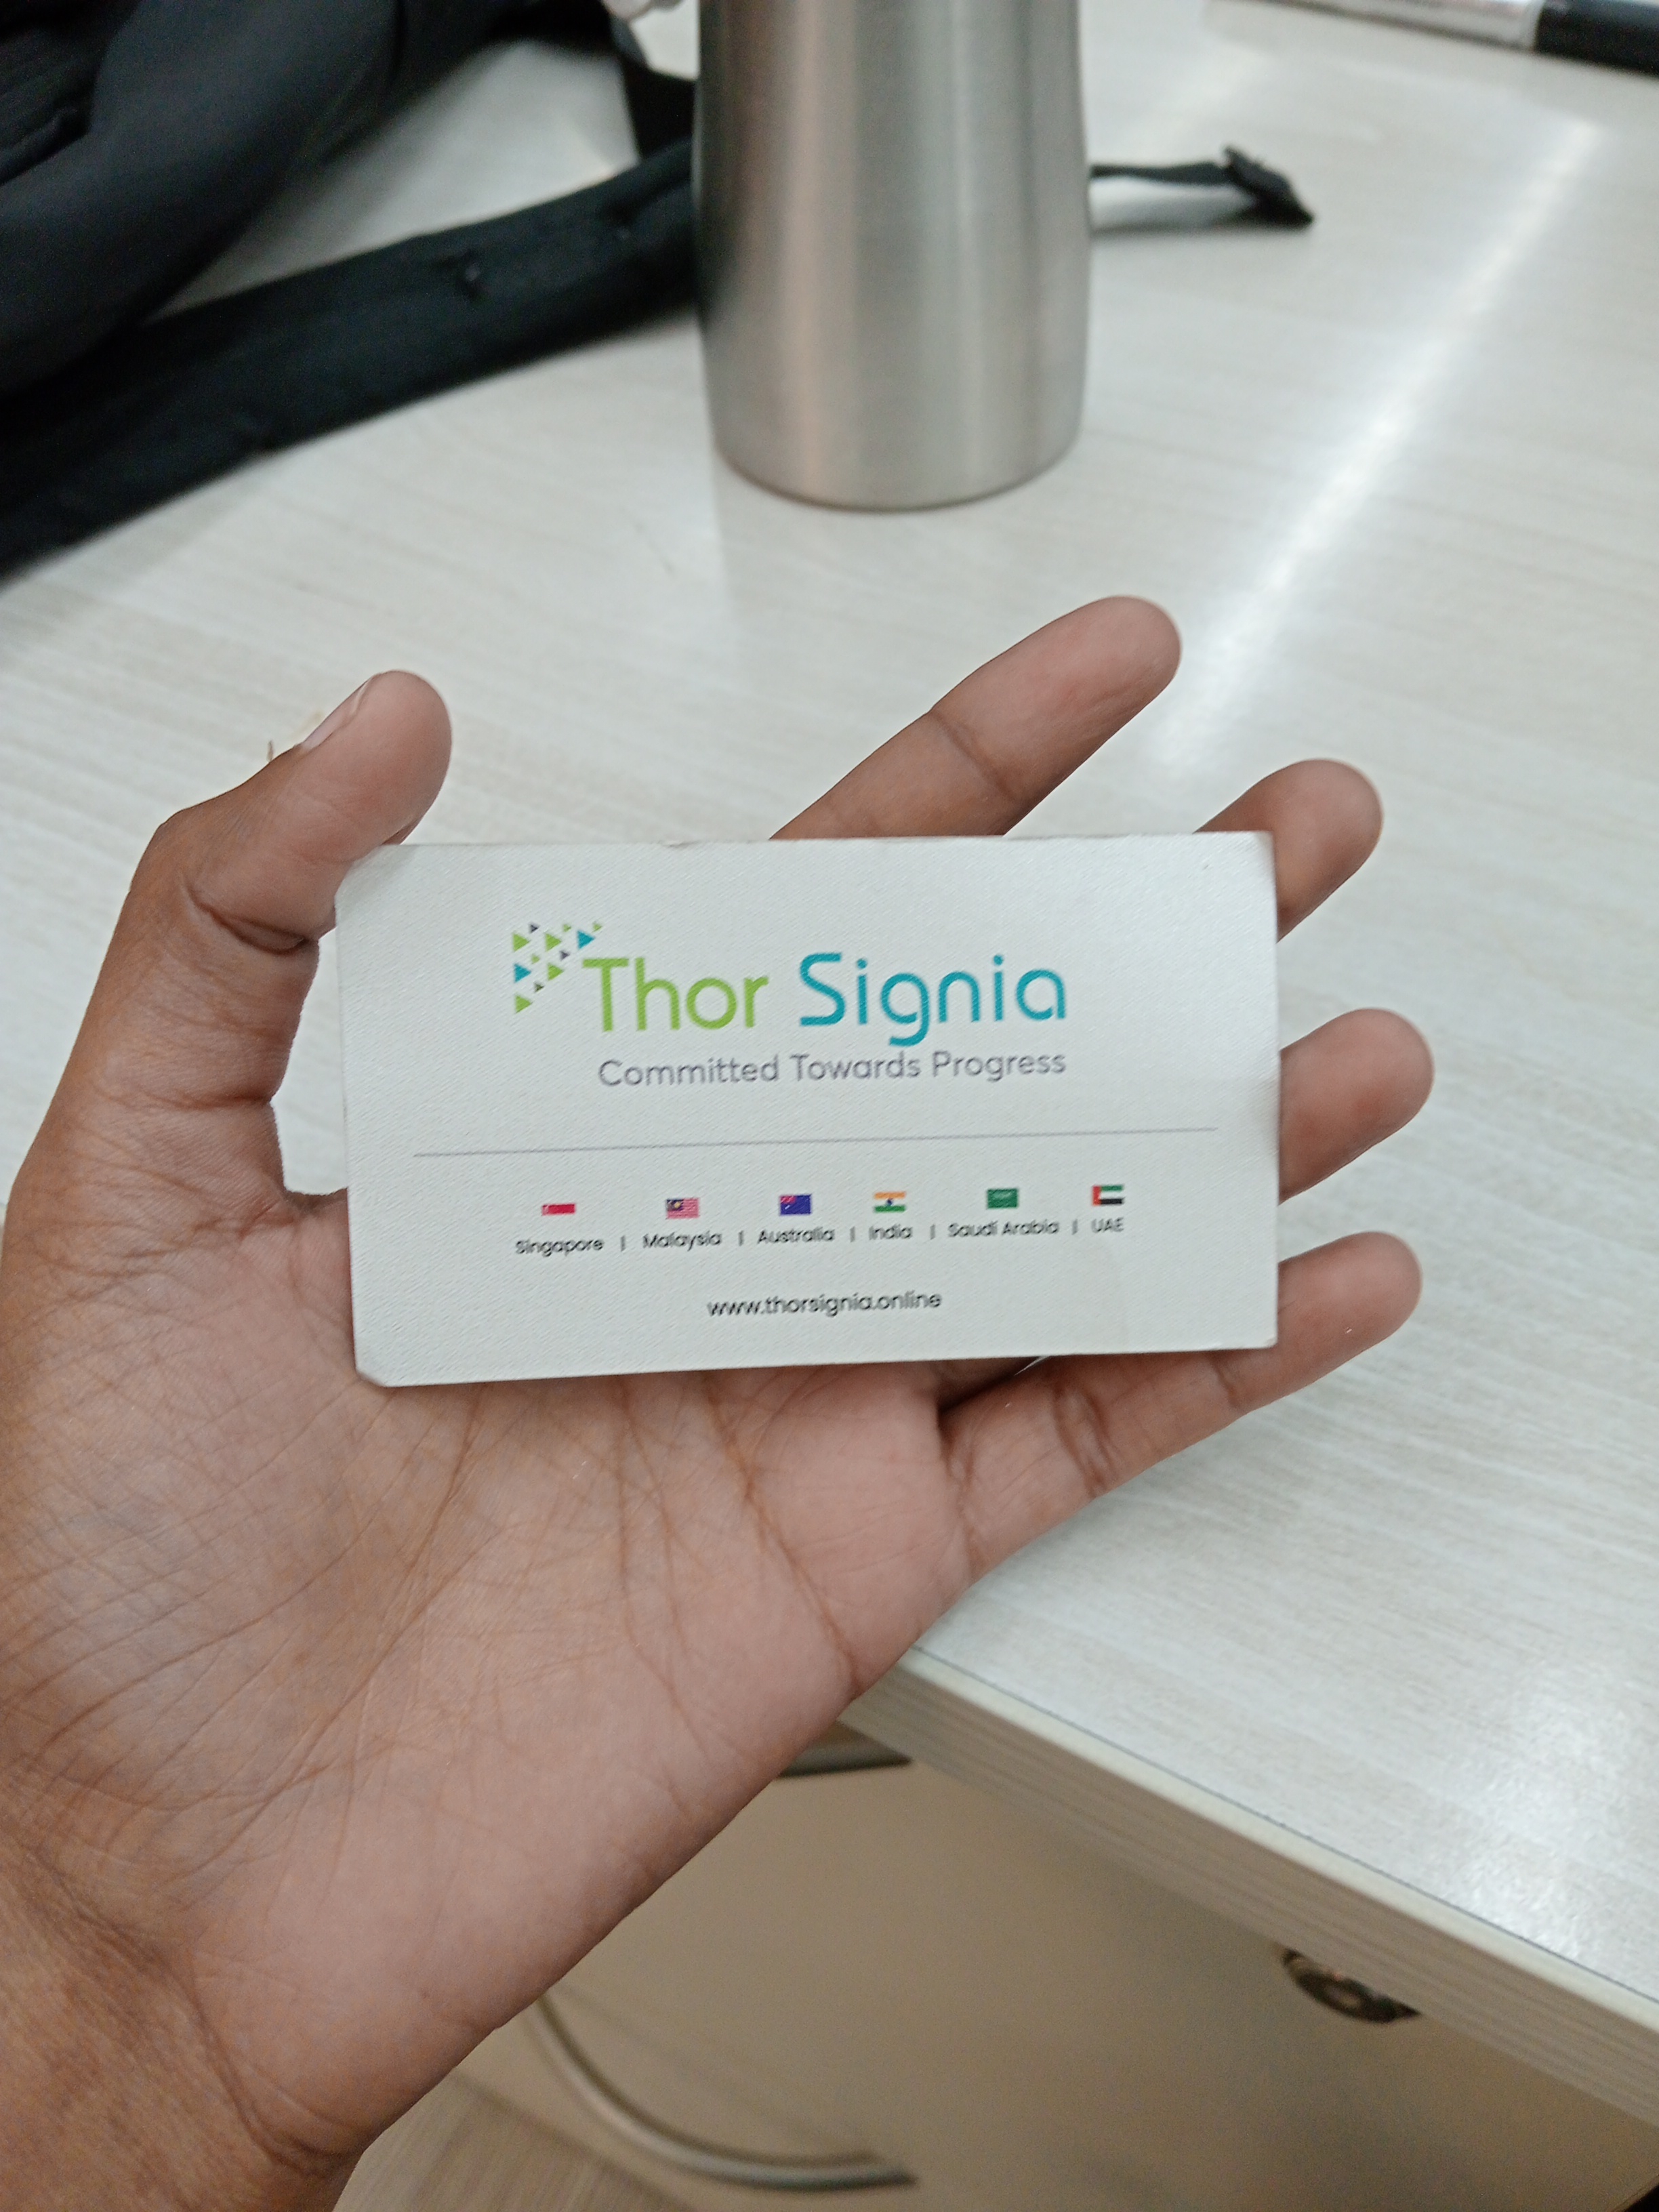 Thor Signia
Committed Towards Progress
Singapore | Malaysia | Australia | India | Saudi Arabia | UAE
www.thorsignia.online